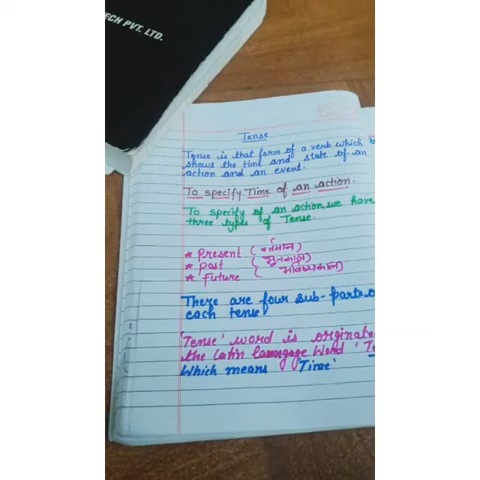 ECH PVT. LTD.
Tense
Tense is that form of a verb which
shows the time and state of an
action and an event.
To specify Time of an action.
To specify of an action, we have
three types of Tense.
* Present (वर्तमान)
* Past (भूतकाल)
* Future (भविष्यकाल)
There are four sub-parts o
each tense
'Tense' word is originate
the Latin Word 'Te
Which means 'Time'